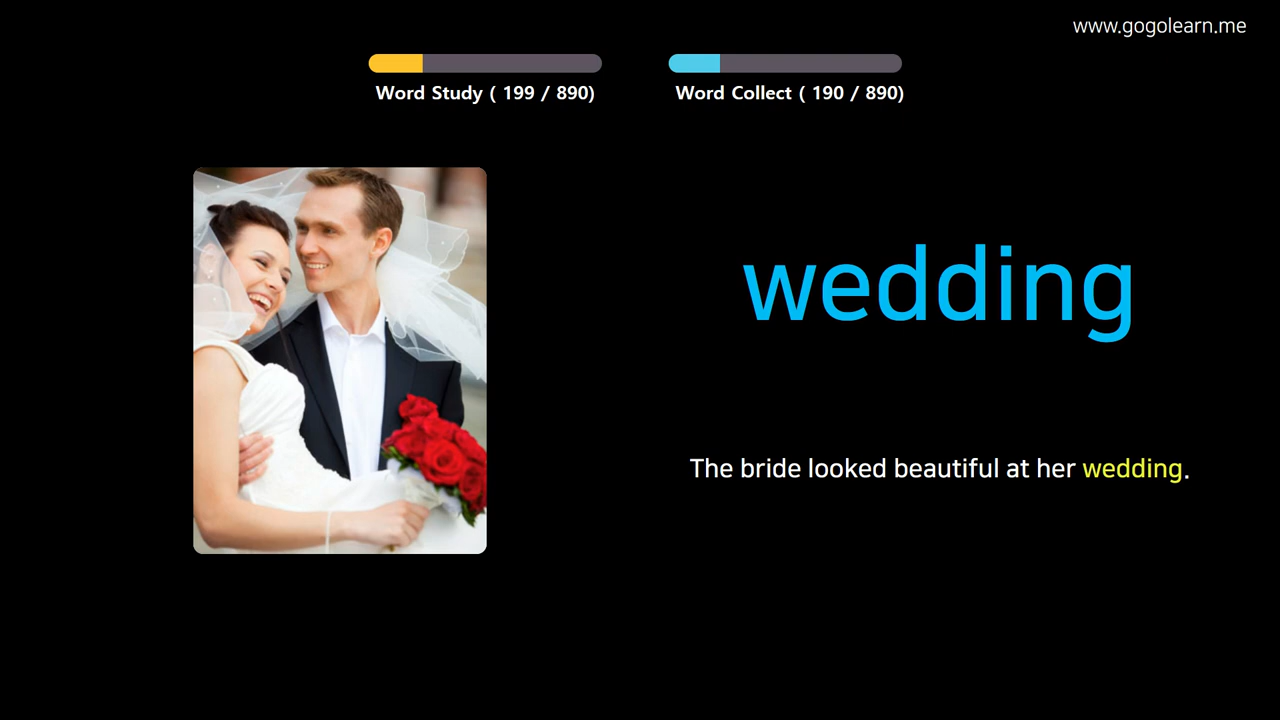 www.gogolearn.me
Word Study ( 199 / 890)
Word Collect ( 190 / 890)
wedding
The bride looked beautiful at her wedding.